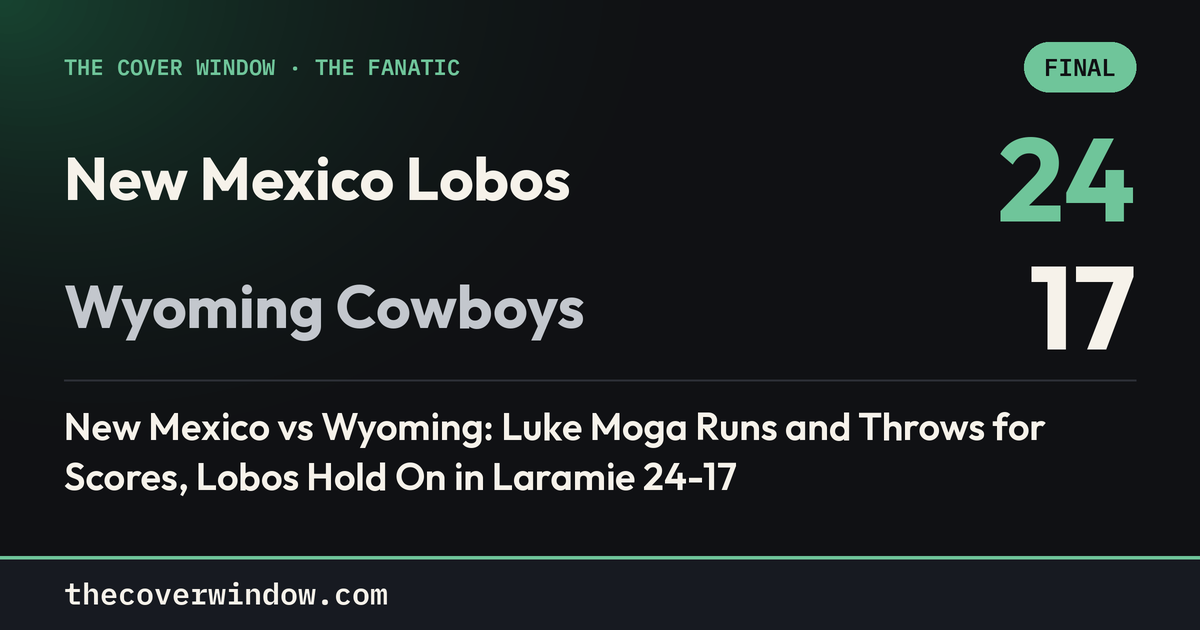 THE COVER WINDOW · THE FANATIC
FINAL
New Mexico Lobos
24
Wyoming Cowboys
17
New Mexico vs Wyoming: Luke Moga Runs and Throws for
Scores, Lobos Hold On in Laramie 24-17
thecoverwindow.com